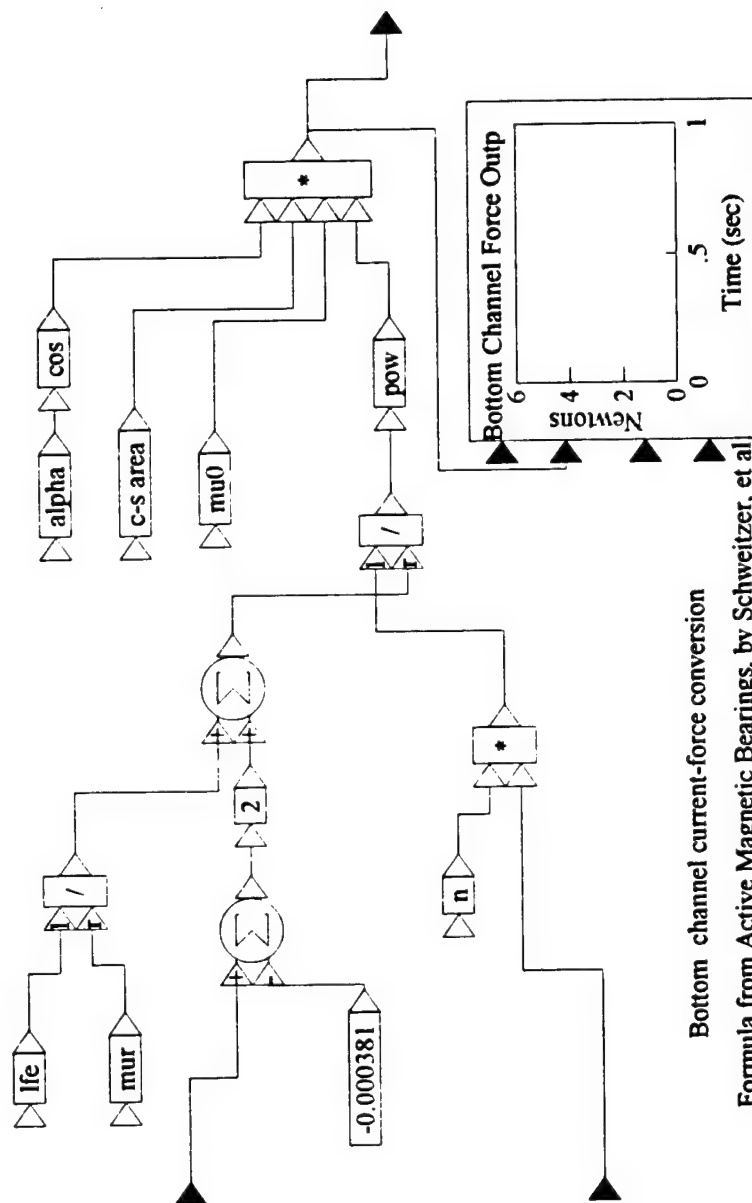 alpha
cos
c-s area
mu0
*
pow
lfe
mur
/
Σ
2
Σ
-0.000381
/
n
*
Bottom Channel Force Outp
Newtons
6
4
2
0
0
.5
1
Time (sec)
Bottom channel current-force conversion
Formula from Active Magnetic Bearings, by Schweitzer, et al